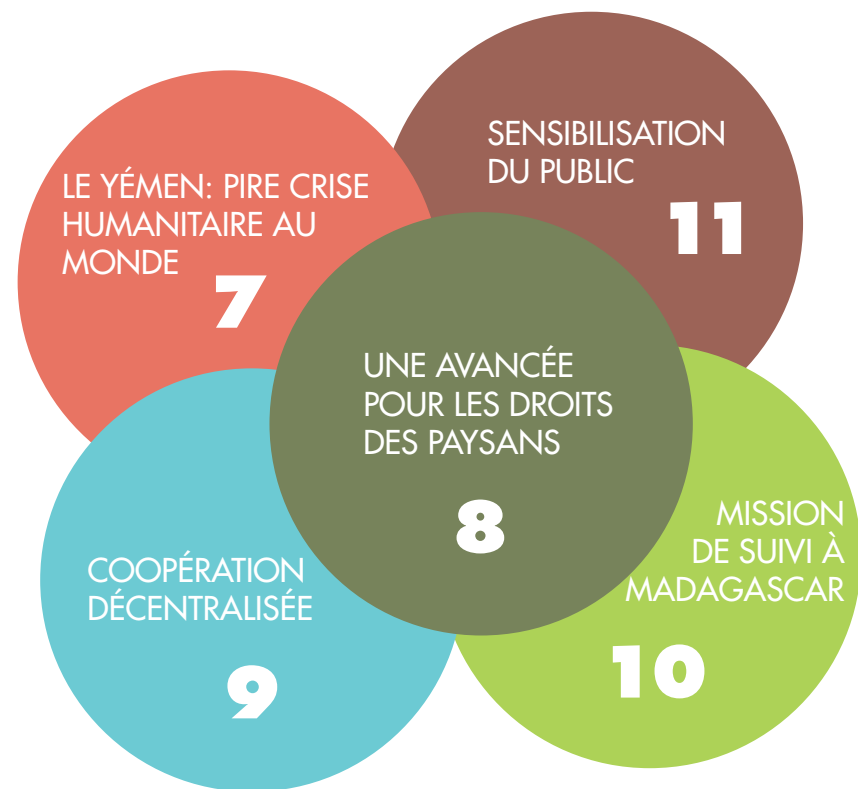 LE YÉMEN: PIRE CRISE
HUMANITAIRE AU
MONDE
7
SENSIBILISATION
DU PUBLIC
11
UNE AVANCÉE
POUR LES DROITS
DES PAYSANS
8
COOPÉRATION
DÉCENTRALISÉE
9
MISSION
DE SUIVI À
MADAGASCAR
10